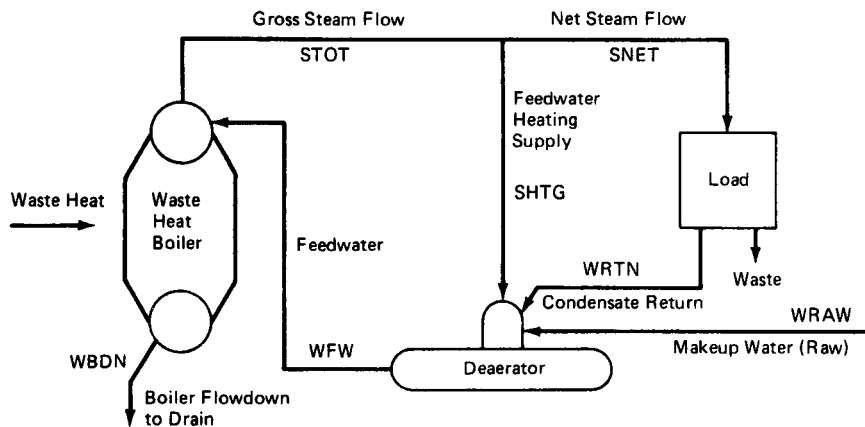 Gross Steam Flow
Net Steam Flow
STOT
SNET
Feedwater
Heating
Supply
Load
Waste Heat
Waste
Heat
Boiler
SHTG
Feedwater
WRTN
Waste
Condensate Return
WRAW
WBDN
WFW
Makeup Water (Raw)
Deaerator
Boiler Flowdown
to Drain